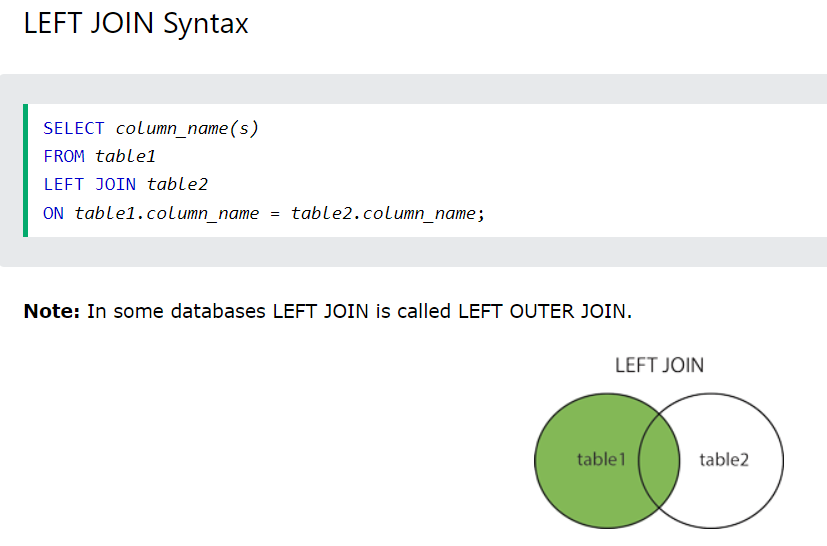 LEFT JOIN Syntax
SELECT column_name(s)
FROM table1
LEFT JOIN table2
ON table1.column_name = table2.column_name;
Note: In some databases LEFT JOIN is called LEFT OUTER JOIN.
LEFT JOIN
table1 table2